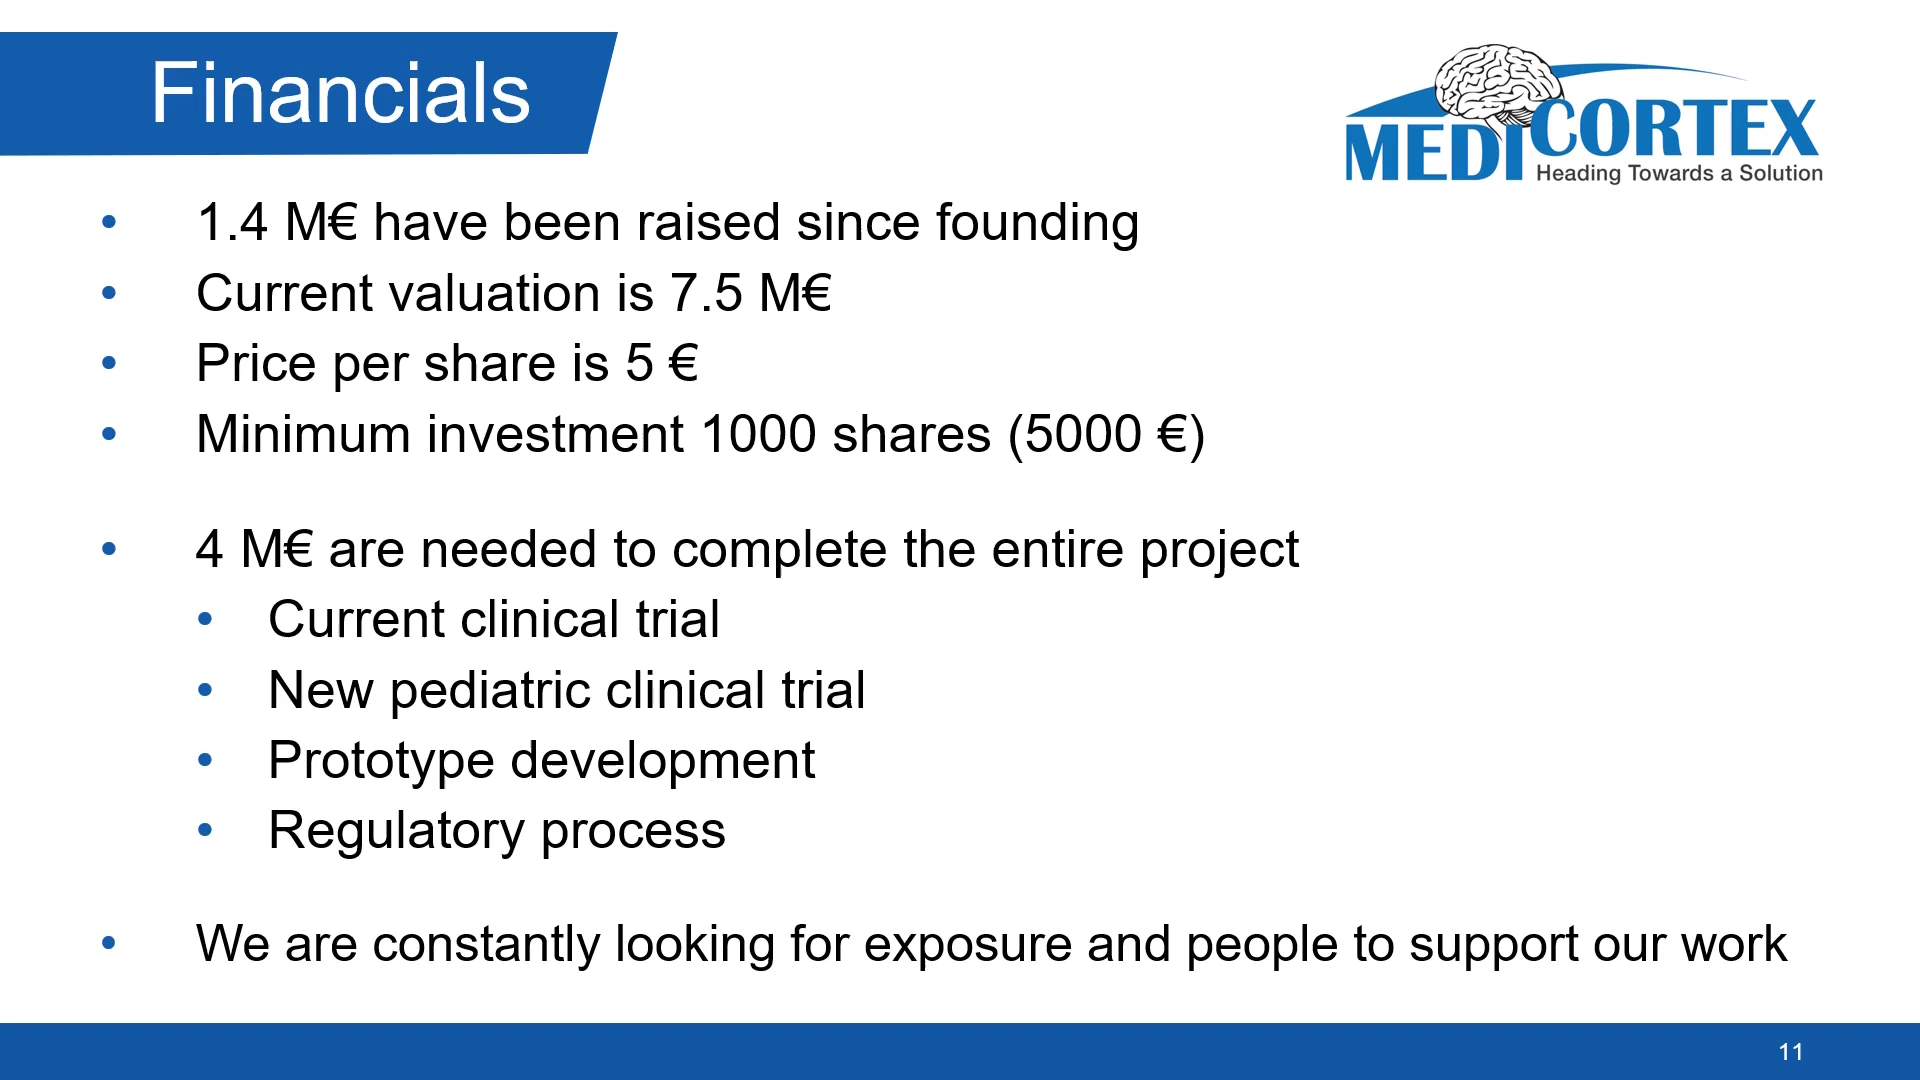 Financials
MEDICORTEX
Heading Towards a Solution
• 1.4 M€ have been raised since founding
• Current valuation is 7.5 M€
• Price per share is 5 €
• Minimum investment 1000 shares (5000 €)
• 4 M€ are needed to complete the entire project
• Current clinical trial
• New pediatric clinical trial
• Prototype development
• Regulatory process
• We are constantly looking for exposure and people to support our work
11